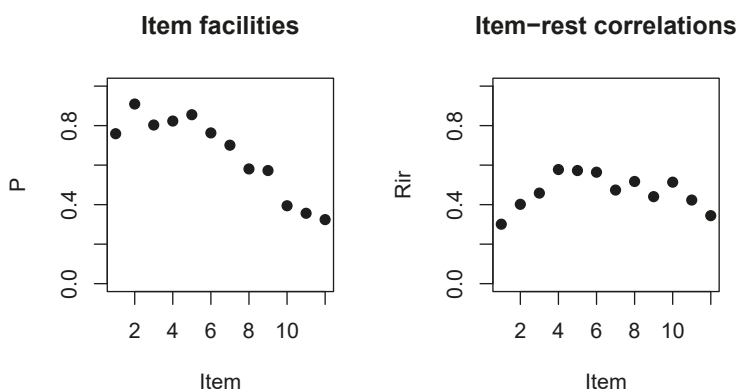 Item facilities
P
0.0 0.4 0.8
2 4 6 8 10
Item
Item−rest correlations
Rir
0.0 0.4 0.8
2 4 6 8 10
Item